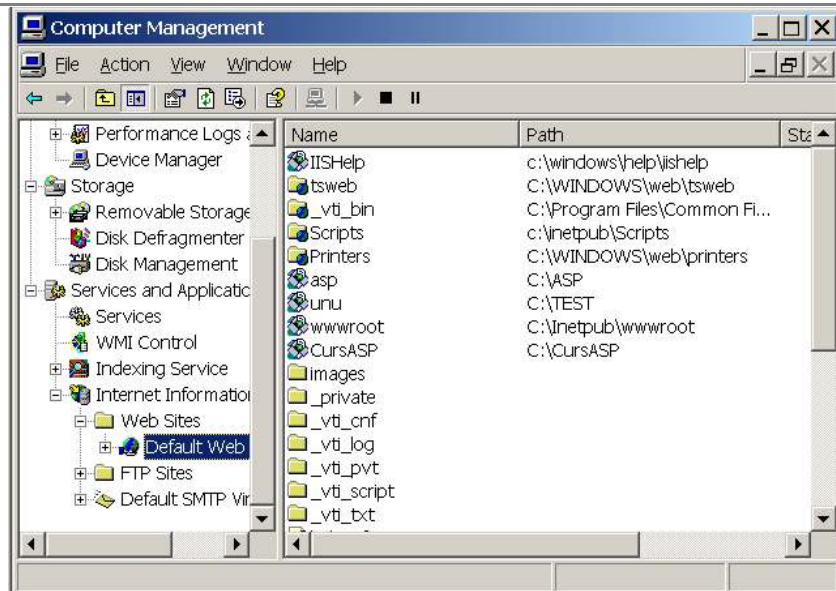 Computer Management
File Action View Window Help
Performance Logs
Device Manager
Storage
Removable Storage
Disk Defragmenter
Disk Management
Services and Applicatic
Services
WMI Control
Indexing Service
Internet Information
Web Sites
Default Web
FTP Sites
Default SMTP Vir
Name Path Sta
IISHelp c:\windows\help\iishelp
tsweb C:\WINDOWS\web\tsweb
_vti_bin C:\Program Files\Common Fi...
Scripts c:\inetpub\Scripts
Printers C:\WINDOWS\web\printers
asp C:\ASP
unu C:\TEST
wwwroot C:\Inetpub\wwwroot
CursASP C:\CursASP
images
_private
_vti_cnf
_vti_log
_vti_pvt
_vti_script
_vti_txt